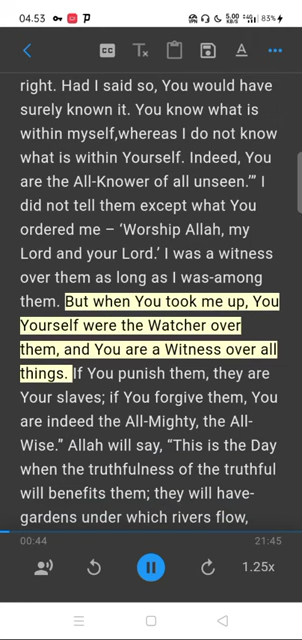 04.53
5.00
KB/S
83%
CC
right. Had I said so, You would have
surely known it. You know what is
within myself,whereas I do not know
what is within Yourself. Indeed, You
are the All-Knower of all unseen.’” I
did not tell them except what You
ordered me – ‘Worship Allah, my
Lord and your Lord.’ I was a witness
over them as long as I was-among
them. But when You took me up, You
Yourself were the Watcher over
them, and You are a Witness over all
things. If You punish them, they are
Your slaves; if You forgive them, You
are indeed the All-Mighty, the All-
Wise.” Allah will say, “This is the Day
when the truthfulness of the truthful
will benefits them; they will have-
gardens under which rivers flow,
00:44 21:45
1.25x